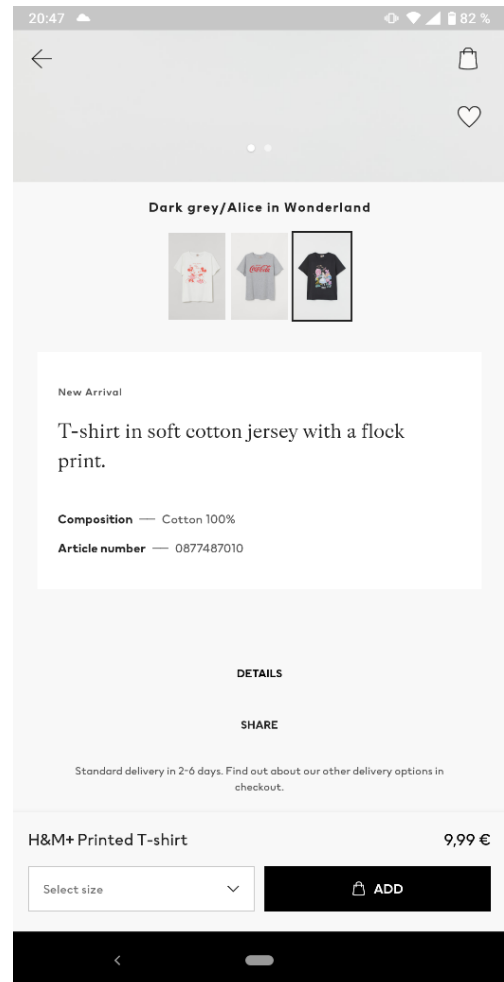 20:47
82 %
Dark grey/Alice in Wonderland
Coca-Cola
New Arrival
T-shirt in soft cotton jersey with a flock
print.
Composition — Cotton 100%
Article number — 0877487010
DETAILS
SHARE
Standard delivery in 2-6 days. Find out about our other delivery options in
checkout.
H&M+ Printed T-shirt
9,99 €
Select size
ADD